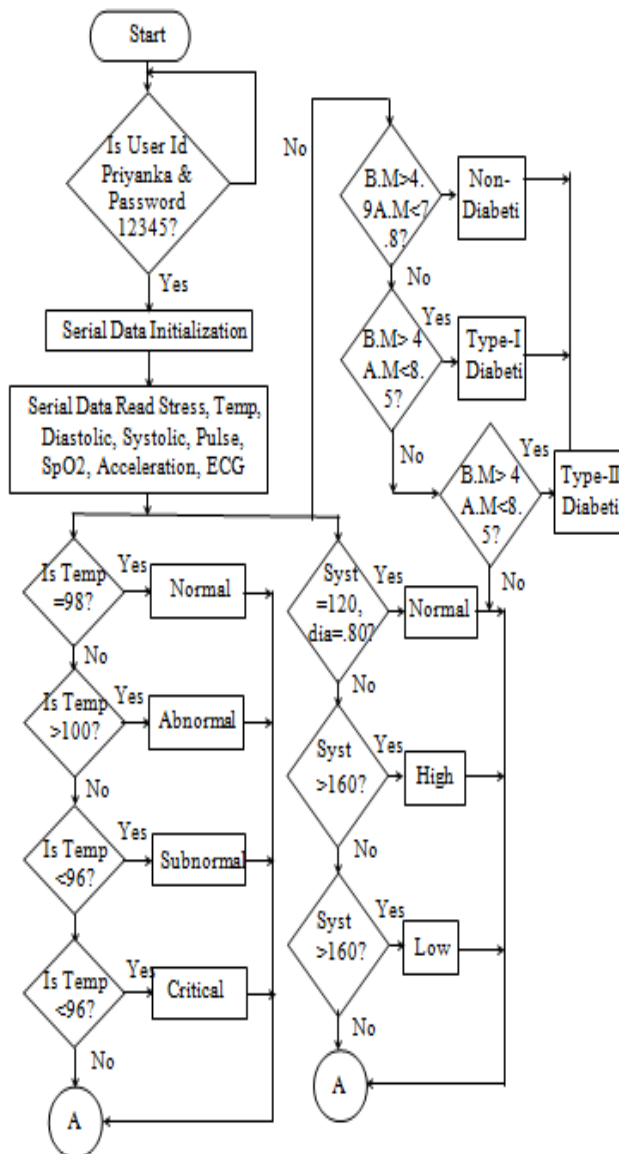 Start
Is User Id
Priyanka &
Password
12345?
Yes
Serial Data Initialization
Serial Data Read Stress, Temp,
Diastolic, Systolic, Pulse,
SpO2, Acceleration, ECG
Is Temp
=98?
Yes
Normal
No
Is Temp
>100?
Yes
Abnormal
No
Is Temp
<96?
Yes
Subnormal
Is Temp
<96?
Yes
Critical
No
A
No
B.M>4.
9A.M<7
.8?
Non-
Diabeti
No
B.M> 4
A.M<8.
5?
Yes
Type-I
Diabeti
No
B.M> 4
A.M<8.
5?
Yes
Type-II
Diabeti
No
Syst
=120,
dia=.80?
Yes
Normal
No
Syst
>160?
Yes
High
No
Syst
>160?
Yes
Low
No
A